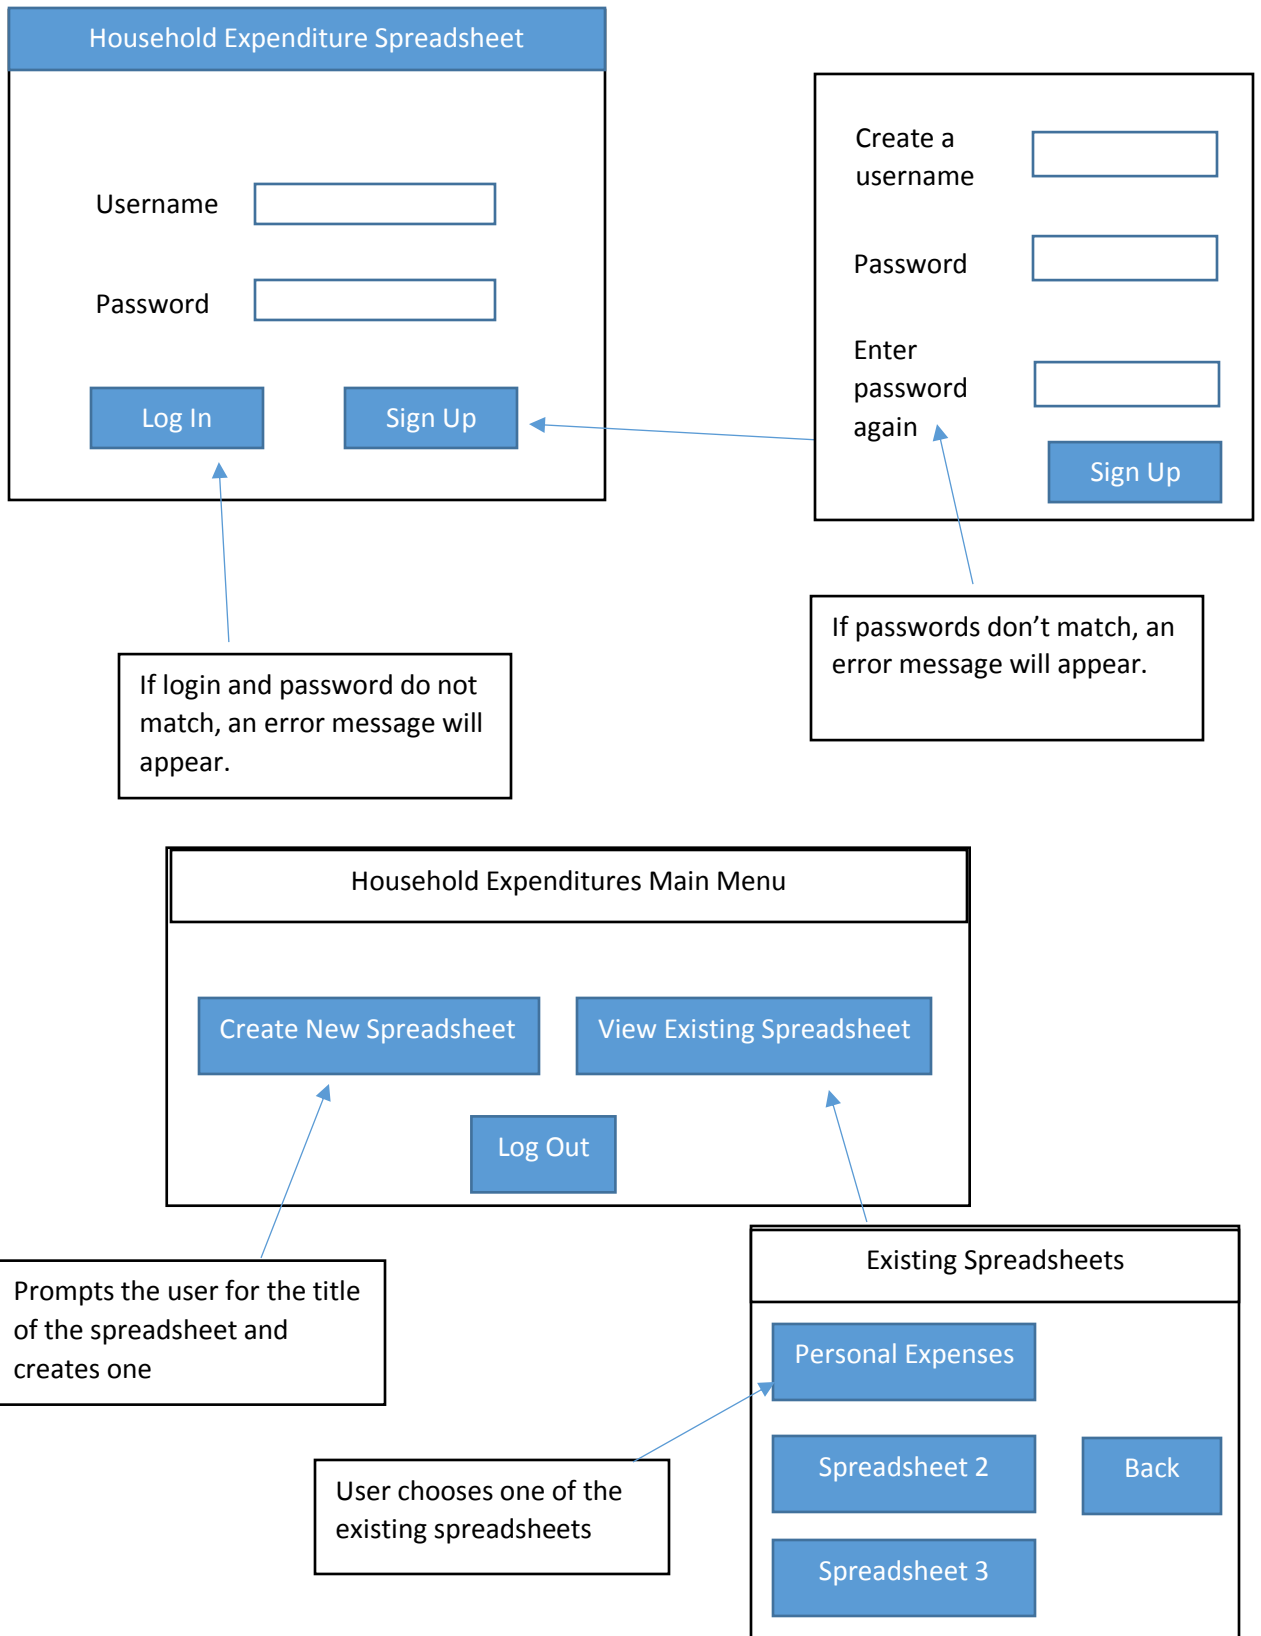 Household Expenditure Spreadsheet
Username
Password
Log In
Sign Up
Create a
username
Password
Enter
password
again
Sign Up
If login and password do not
match, an error message will
appear.
If passwords don’t match, an
error message will appear.
Household Expenditures Main Menu
Create New Spreadsheet
View Existing Spreadsheet
Log Out
Prompts the user for the title
of the spreadsheet and
creates one
Existing Spreadsheets
Personal Expenses
Spreadsheet 2
Back
Spreadsheet 3
User chooses one of the
existing spreadsheets